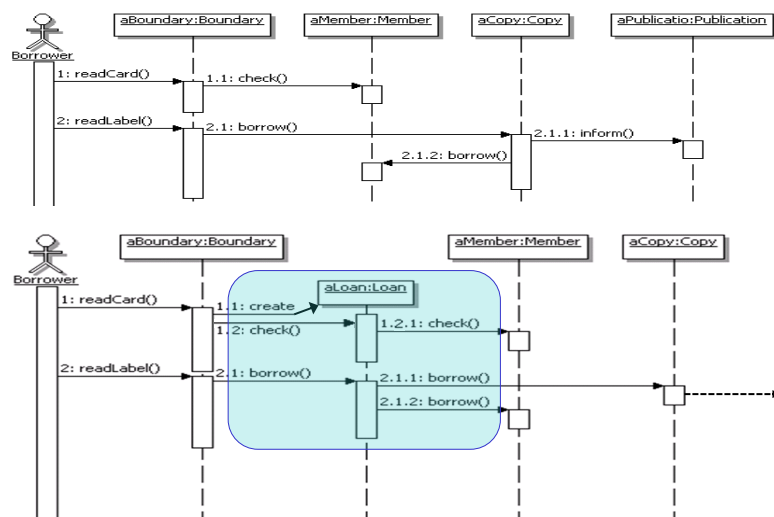 aBoundary:Boundary aMember:Member aCopy:Copy aPublicatio:Publication
Borrower
1: readCard()
1.1: check()
2: readLabel()
2.1: borrow()
2.1.1: inform()
2.1.2: borrow()
aBoundary:Boundary aMember:Member aCopy:Copy
Borrower
aLoan:Loan
1: readCard()
1.1: create
1.2: check()
1.2.1: check()
2: readLabel()
2.1: borrow()
2.1.1: borrow()
2.1.2: borrow()